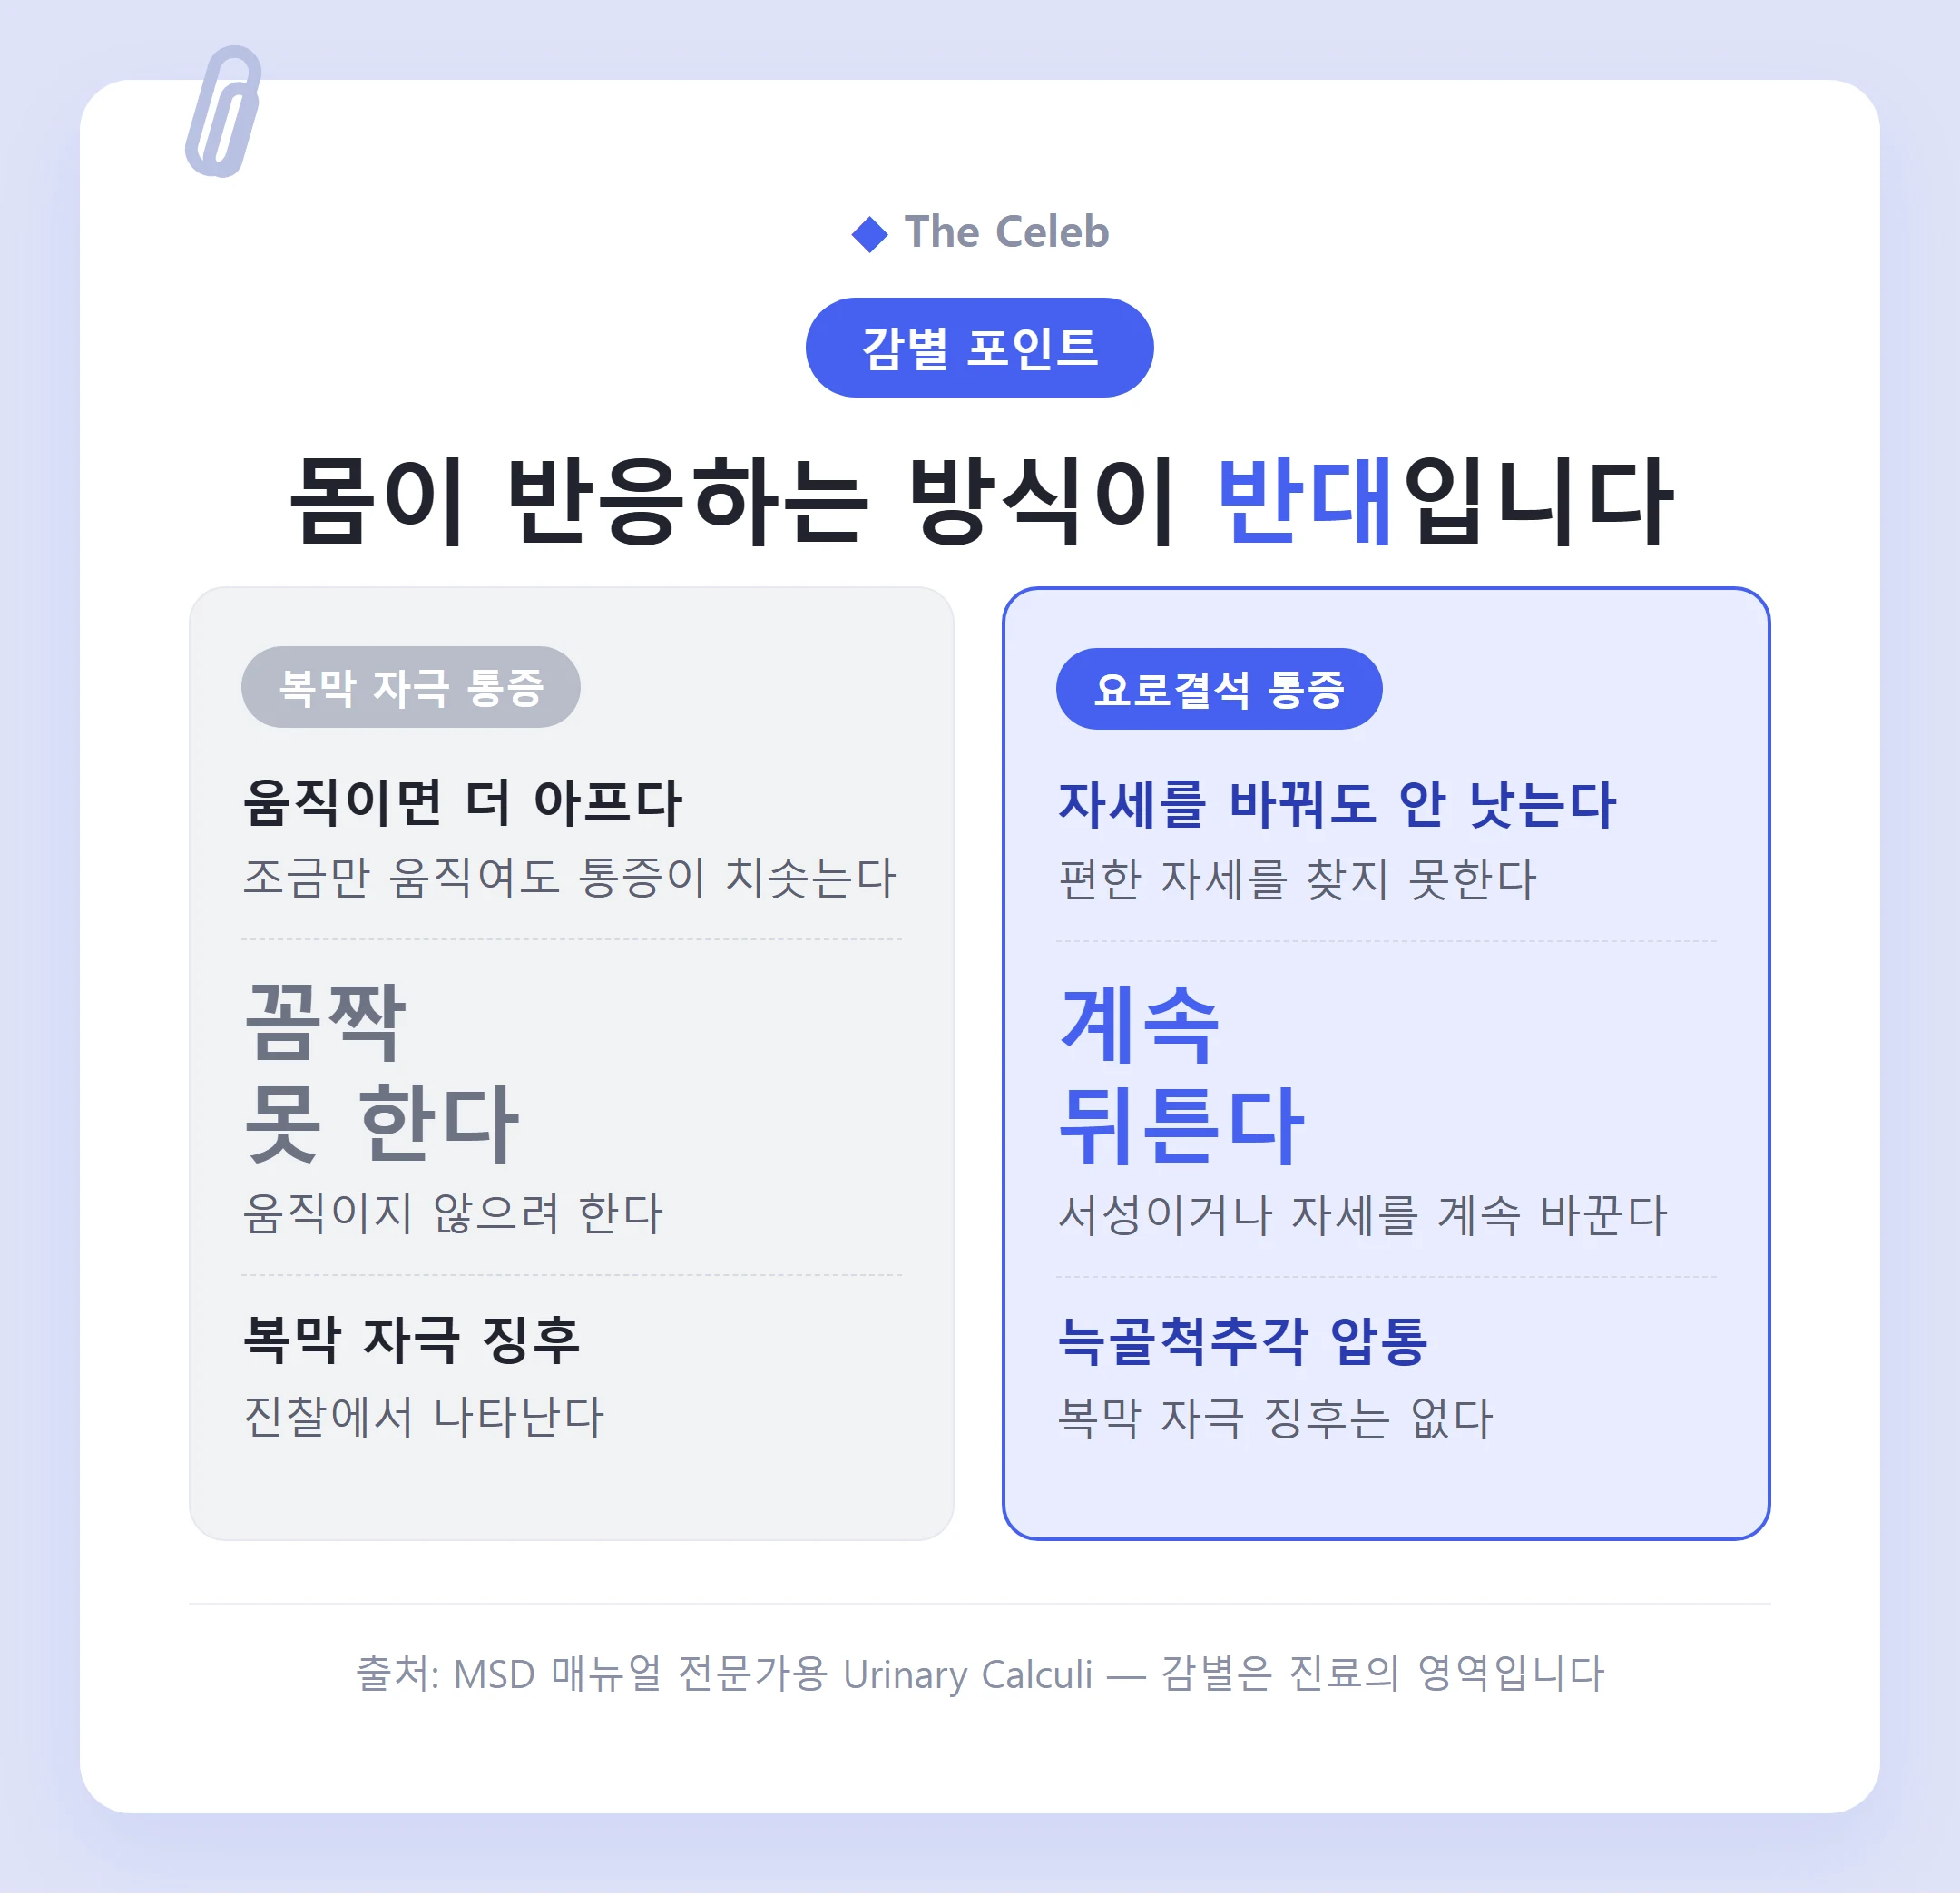 The Celeb
감별 포인트
몸이 반응하는 방식이 반대입니다
복막 자극 통증
움직이면 더 아프다
조금만 움직여도 통증이 치솟는다
꼼짝
못 한다
움직이지 않으려 한다
복막 자극 징후
진찰에서 나타난다
요로결석 통증
자세를 바꿔도 안 낫는다
편한 자세를 찾지 못한다
계속
뒤튼다
서성이거나 자세를 계속 바꾼다
늑골척추각 압통
복막 자극 징후는 없다
출처: MSD 매뉴얼 전문가용 Urinary Calculi — 감별은 진료의 영역입니다